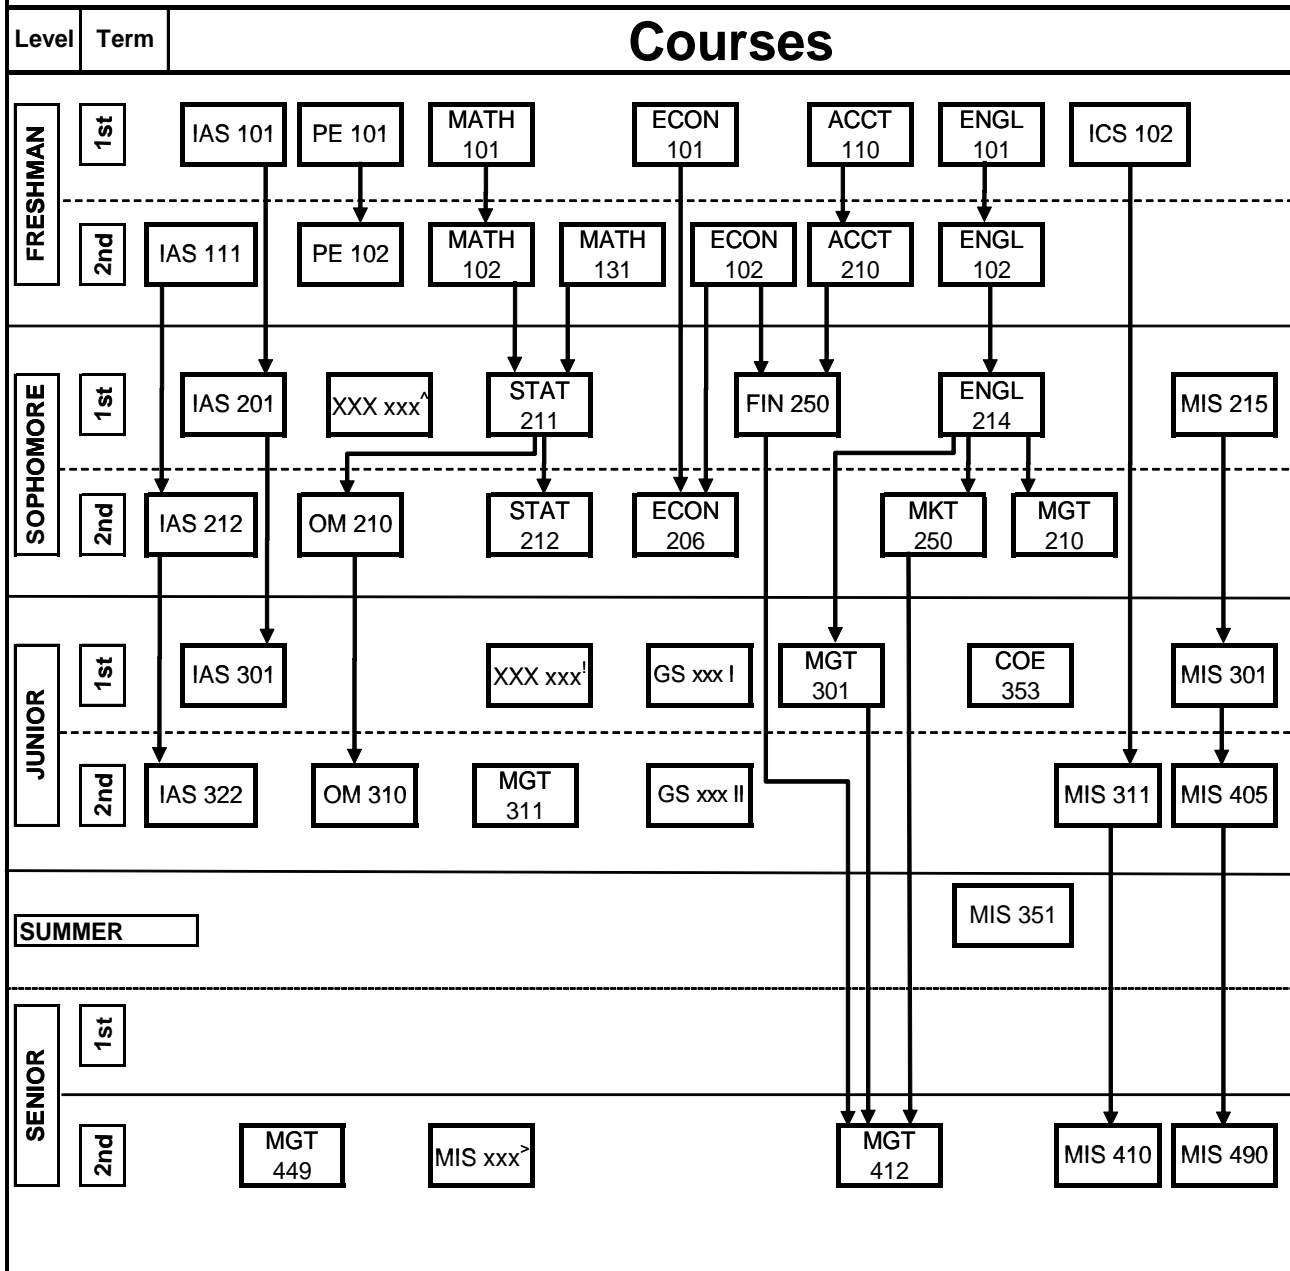 Level Term Courses
FRESHMAN
1st
IAS 101
PE 101
MATH
101
ECON
101
ACCT
110
ENGL
101
ICS 102
2nd
IAS 111
PE 102
MATH
102
MATH
131
ECON
102
ACCT
210
ENGL
102
SOPHOMORE
1st
IAS 201
XXX xxx^
STAT
211
FIN 250
ENGL
214
MIS 215
2nd
IAS 212
OM 210
STAT
212
ECON
206
MKT
250
MGT
210
JUNIOR
1st
IAS 301
XXX xxx!
GS xxx I
MGT
301
COE
353
MIS 301
2nd
IAS 322
OM 310
MGT
311
GS xxx II
MIS 311
MIS 405
SUMMER
MIS 351
SENIOR
1st
2nd
MGT
449
MIS xxx>
MGT
412
MIS 410
MIS 490